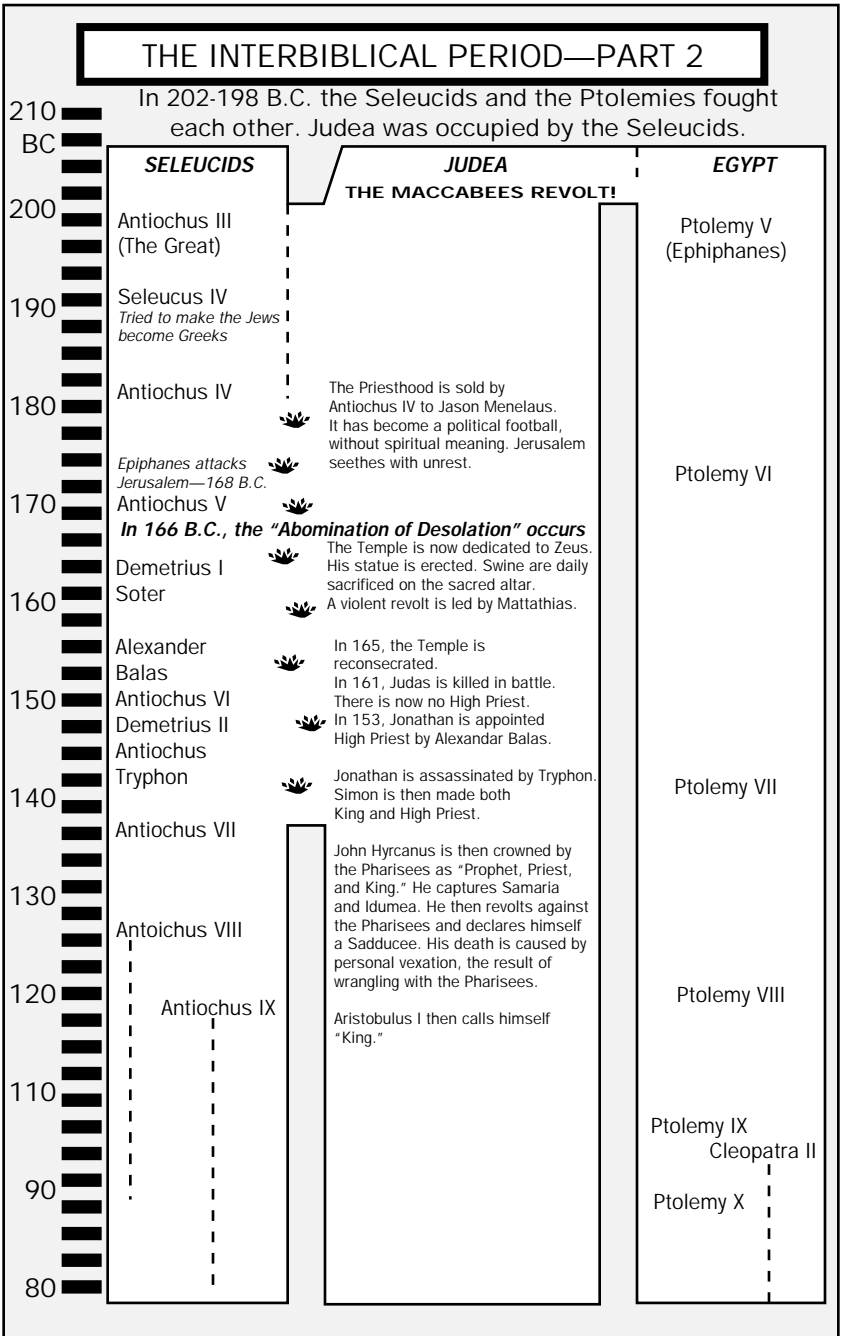 THE INTERBIBLICAL PERIOD—PART 2
In 202-198 B.C. the Seleucids and the Ptolemies fought
each other. Judea was occupied by the Seleucids.
210
BC
200
190
180
170
160
150
140
130
120
110
90
80
SELEUCIDS
Antiochus III
(The Great)
Seleucus IV
Tried to make the Jews
become Greeks
Antiochus IV
Epiphanes attacks
Jerusalem—168 B.C.
Antiochus V
In 166 B.C., the “Abomination of Desolation” occurs
Demetrius I
Soter
Alexander
Balas
Antiochus VI
Demetrius II
Antiochus
Tryphon
Antiochus VII
Antoichus VIII
Antiochus IX
JUDEA
THE MACCABEES REVOLT!
The Priesthood is sold by
Antiochus IV to Jason Menelaus.
It has become a political football,
without spiritual meaning. Jerusalem
seethes with unrest.
The Temple is now dedicated to Zeus.
His statue is erected. Swine are daily
sacrificed on the sacred altar.
A violent revolt is led by Mattathias.
In 165, the Temple is
reconsecrated.
In 161, Judas is killed in battle.
There is now no High Priest.
In 153, Jonathan is appointed
High Priest by Alexandar Balas.
Jonathan is assassinated by Tryphon.
Simon is then made both
King and High Priest.
John Hyrcanus is then crowned by
the Pharisees as “Prophet, Priest,
and King.” He captures Samaria
and Idumea. He then revolts against
the Pharisees and declares himself
a Sadducee. His death is caused by
personal vexation, the result of
wrangling with the Pharisees.
Aristobulus I then calls himself
“King.”
EGYPT
Ptolemy V
(Ephiphanes)
Ptolemy VI
Ptolemy VII
Ptolemy VIII
Ptolemy IX
Cleopatra II
Ptolemy X